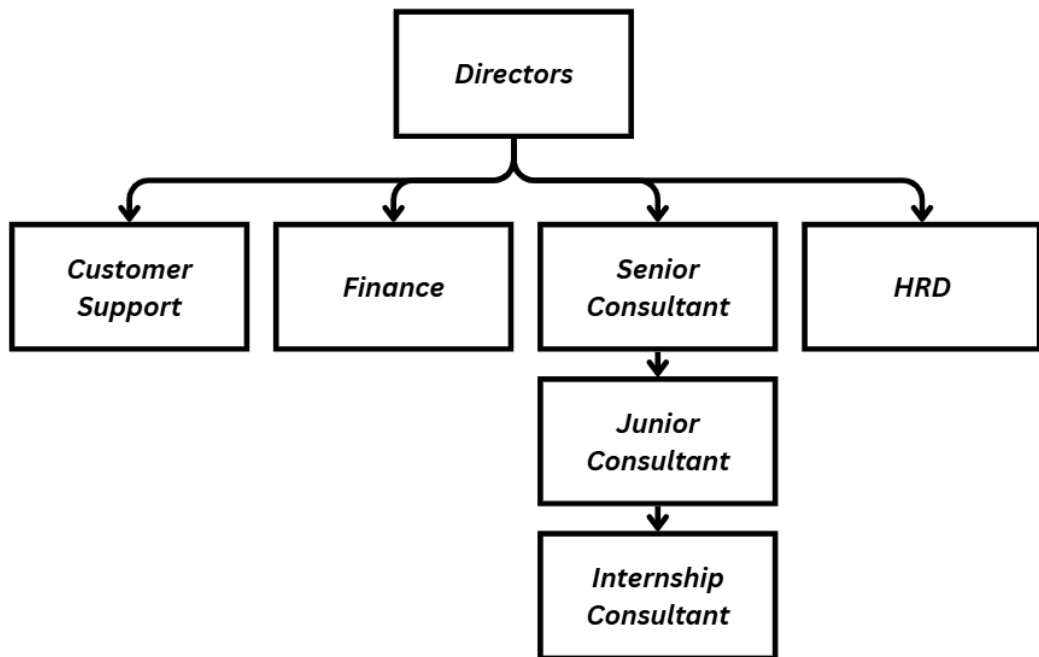 Directors
Customer
Support
Finance
Senior
Consultant
HRD
Junior
Consultant
Internship
Consultant